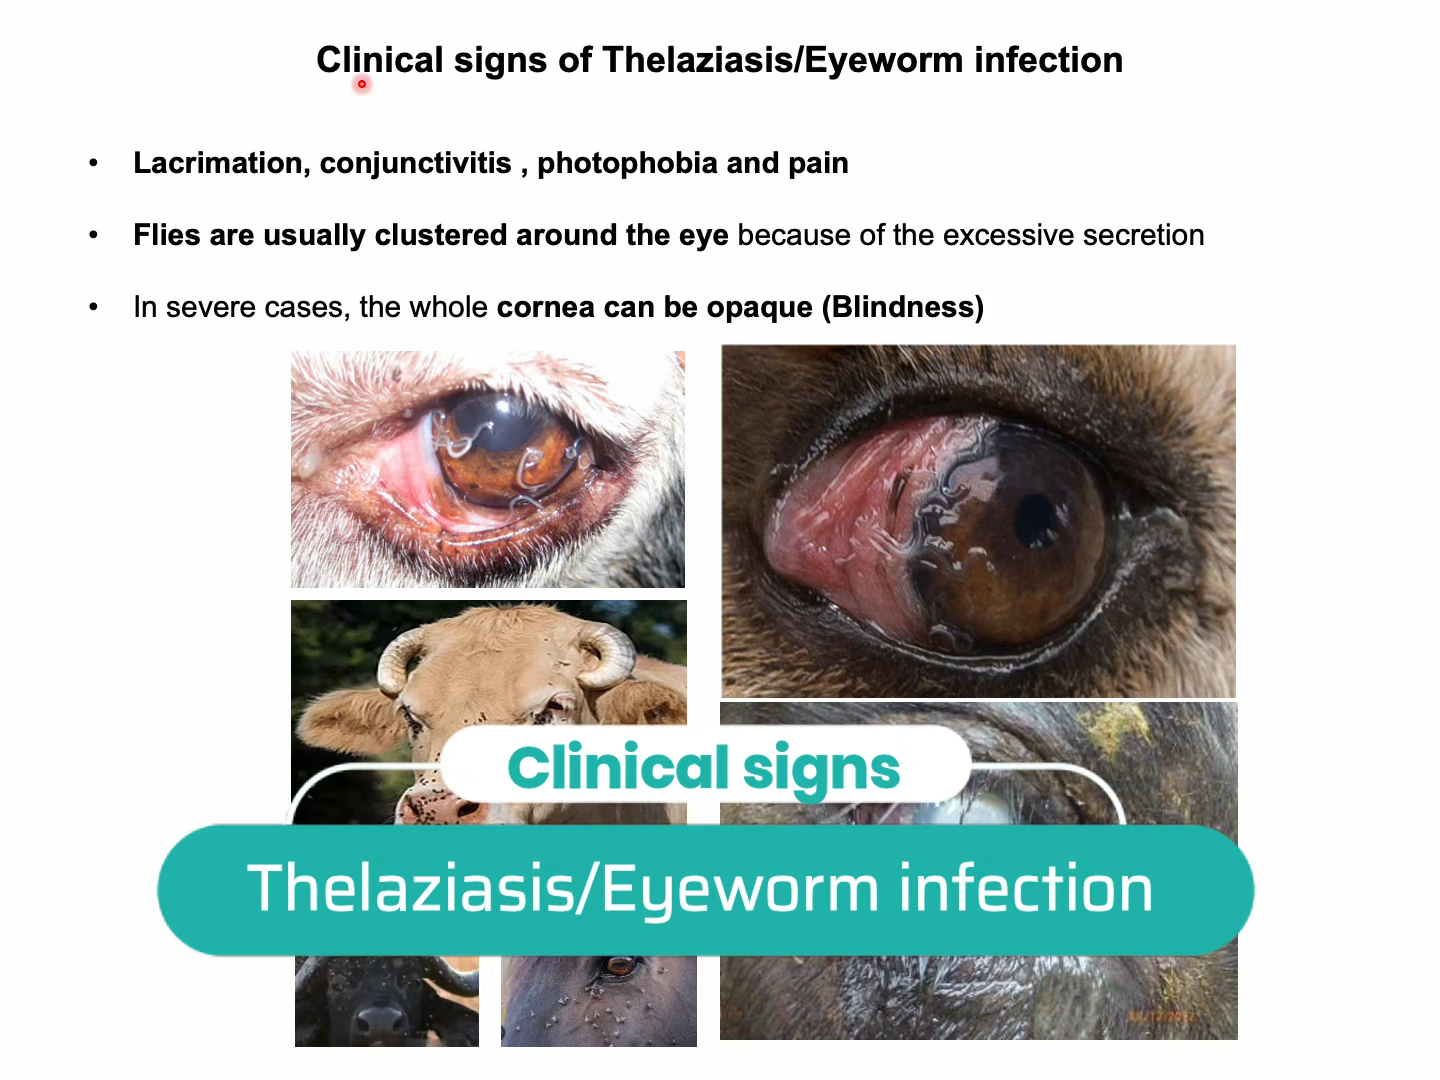 Clinical signs of Thelaziasis/Eyeworm infection
• Lacrimation, conjunctivitis , photophobia and pain
• Flies are usually clustered around the eye because of the excessive secretion
• In severe cases, the whole cornea can be opaque (Blindness)
Clinical signs
Thelaziasis/Eyeworm infection